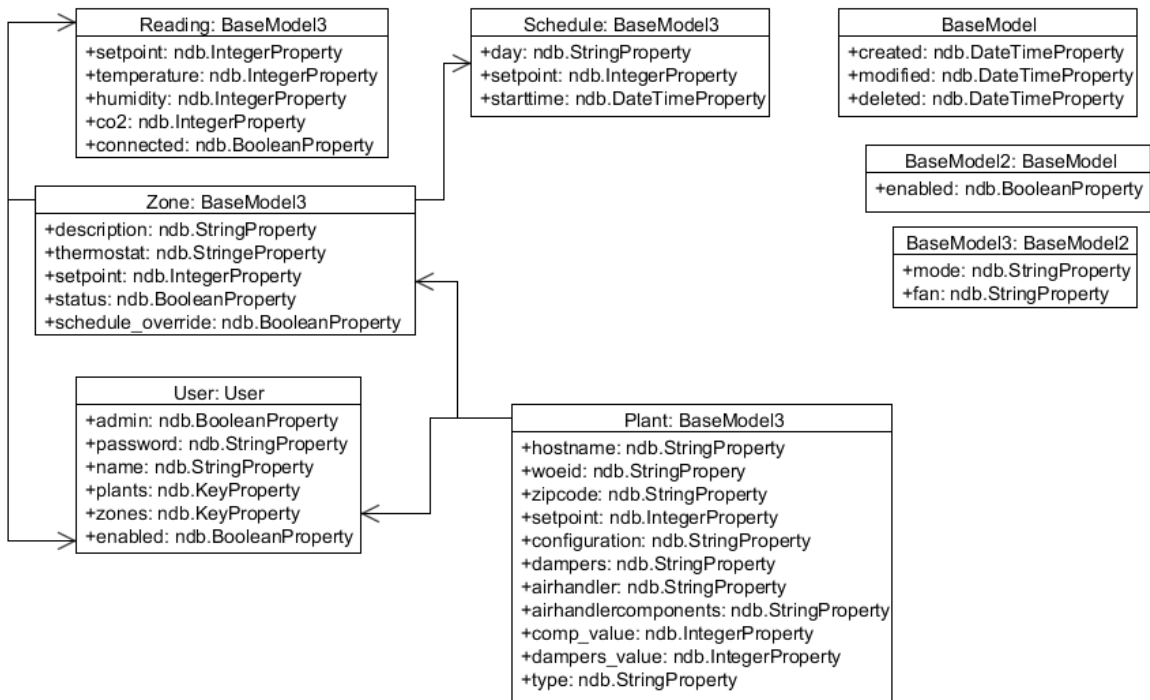 Reading: BaseModel3
+setpoint: ndb.IntegerProperty
+temperature: ndb.IntegerProperty
+humidity: ndb.IntegerProperty
+co2: ndb.IntegerProperty
+connected: ndb.BooleanProperty
Schedule: BaseModel3
+day: ndb.StringProperty
+setpoint: ndb.IntegerProperty
+starttime: ndb.DateTimeProperty
BaseModel
+created: ndb.DateTimeProperty
+modified: ndb.DateTimeProperty
+deleted: ndb.DateTimeProperty
BaseModel2: BaseModel
+enabled: ndb.BooleanProperty
BaseModel3: BaseModel2
+mode: ndb.StringProperty
+fan: ndb.StringProperty
Zone: BaseModel3
+description: ndb.StringProperty
+thermostat: ndb.StringeProperty
+setpoint: ndb.IntegerProperty
+status: ndb.BooleanProperty
+schedule_override: ndb.BooleanProperty
User: User
+admin: ndb.BooleanProperty
+password: ndb.StringProperty
+name: ndb.StringProperty
+plants: ndb.KeyProperty
+zones: ndb.KeyProperty
+enabled: ndb.BooleanProperty
Plant: BaseModel3
+hostname: ndb.StringProperty
+woeid: ndb.StringPropery
+zipcode: ndb.StringProperty
+setpoint: ndb.IntegerProperty
+configuration: ndb.StringProperty
+dampers: ndb.StringProperty
+airhandler: ndb.StringProperty
+airhandlercomponents: ndb.StringProperty
+comp_value: ndb.IntegerProperty
+dampers_value: ndb.IntegerProperty
+type: ndb.StringProperty